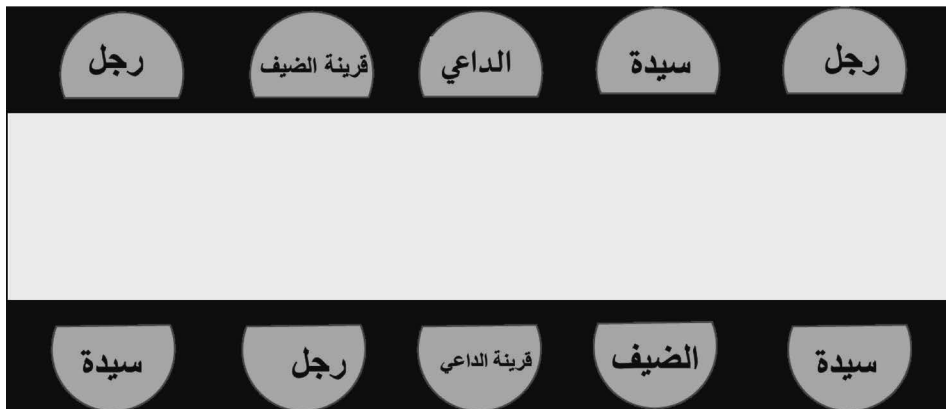 رجل
سيدة
الداعي
قرينة الضيف
رجل
سيدة
الضيف
قرينة الداعي
رجل
سيدة